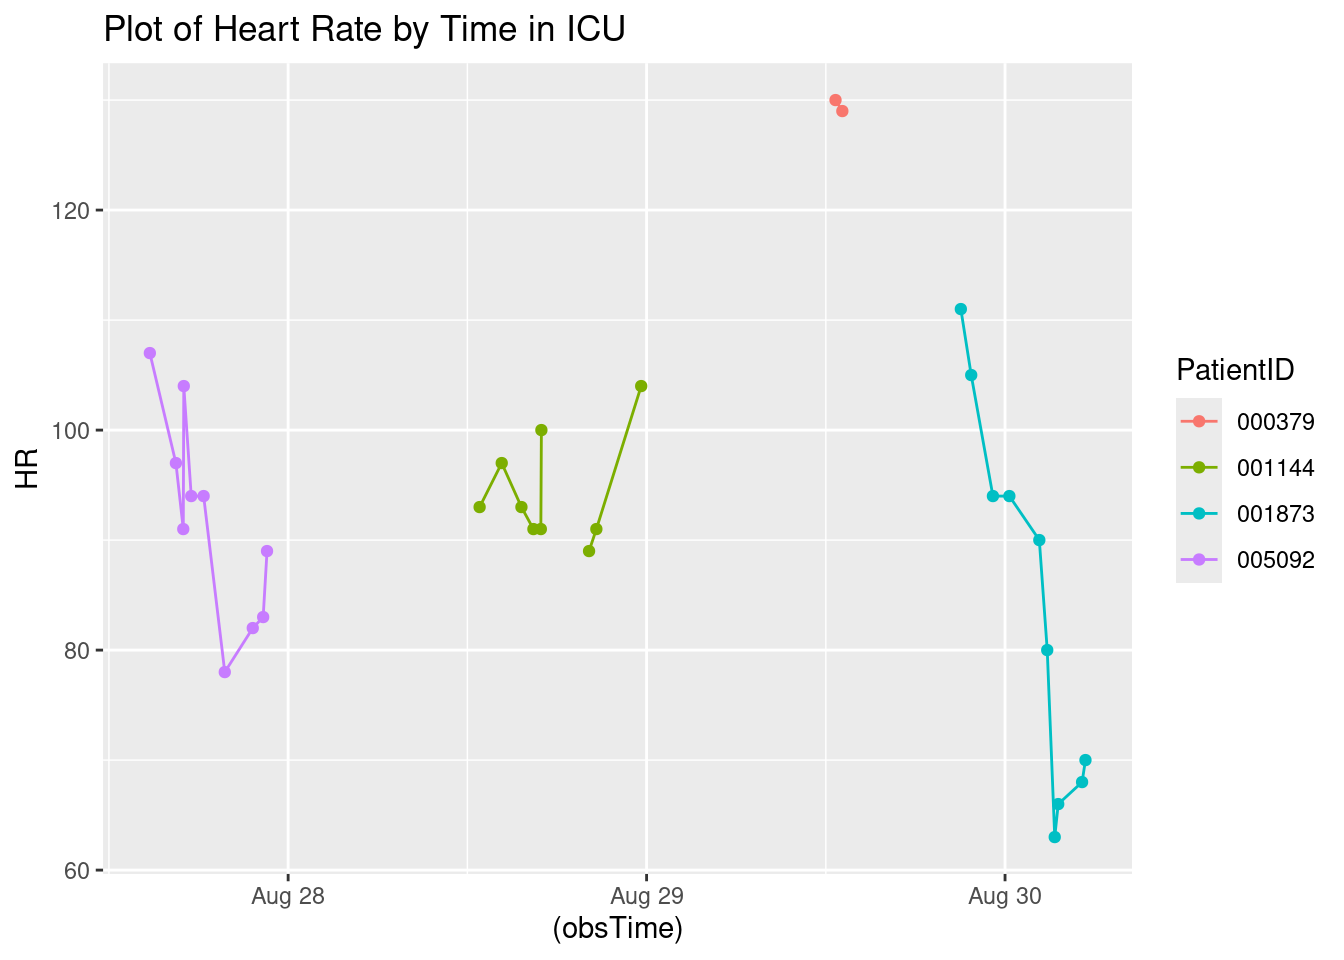 Plot of Heart Rate by Time in ICU
HR
120
100
80
60
Aug 28
Aug 29
Aug 30
(obsTime)
PatientID
000379
001144
001873
005092